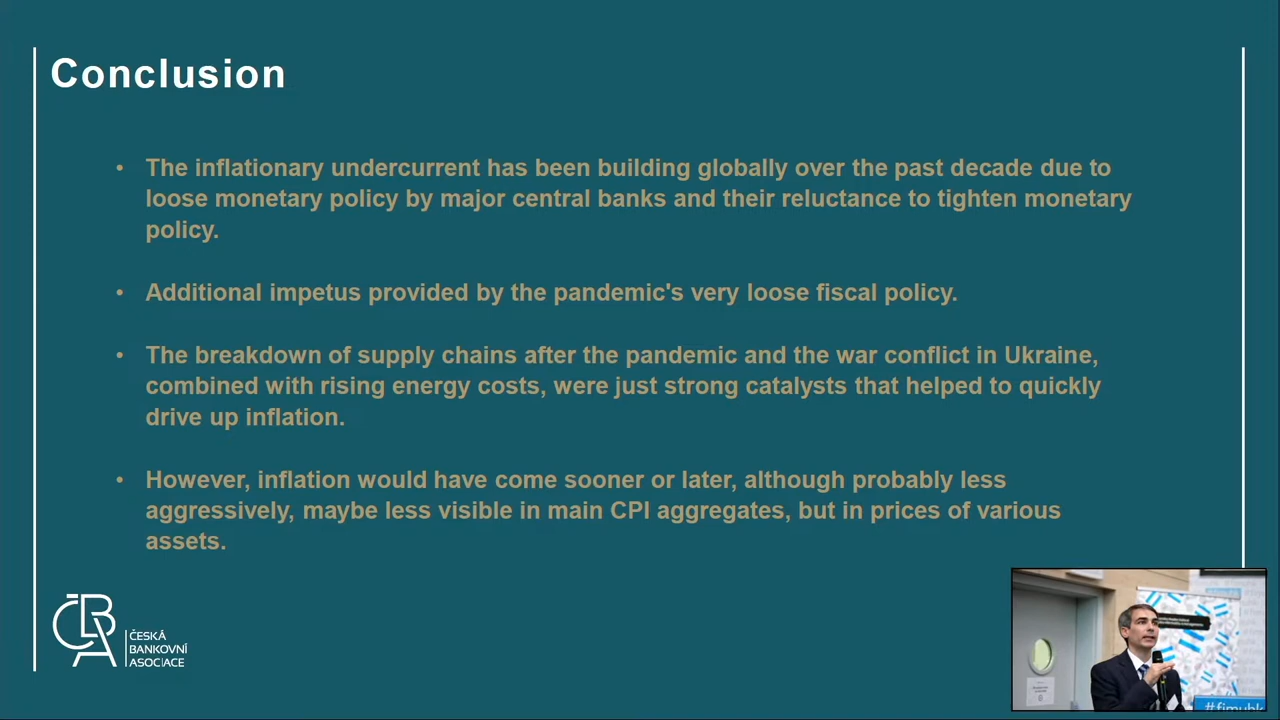 Conclusion
• The inflationary undercurrent has been building globally over the past decade due to
loose monetary policy by major central banks and their reluctance to tighten monetary
policy.
• Additional impetus provided by the pandemic's very loose fiscal policy.
• The breakdown of supply chains after the pandemic and the war conflict in Ukraine,
combined with rising energy costs, were just strong catalysts that helped to quickly
drive up inflation.
• However, inflation would have come sooner or later, although probably less
aggressively, maybe less visible in main CPI aggregates, but in prices of various
assets.
ČBA
ČESKÁ
BANKOVNÍ
ASOCIACE
#fimuhk